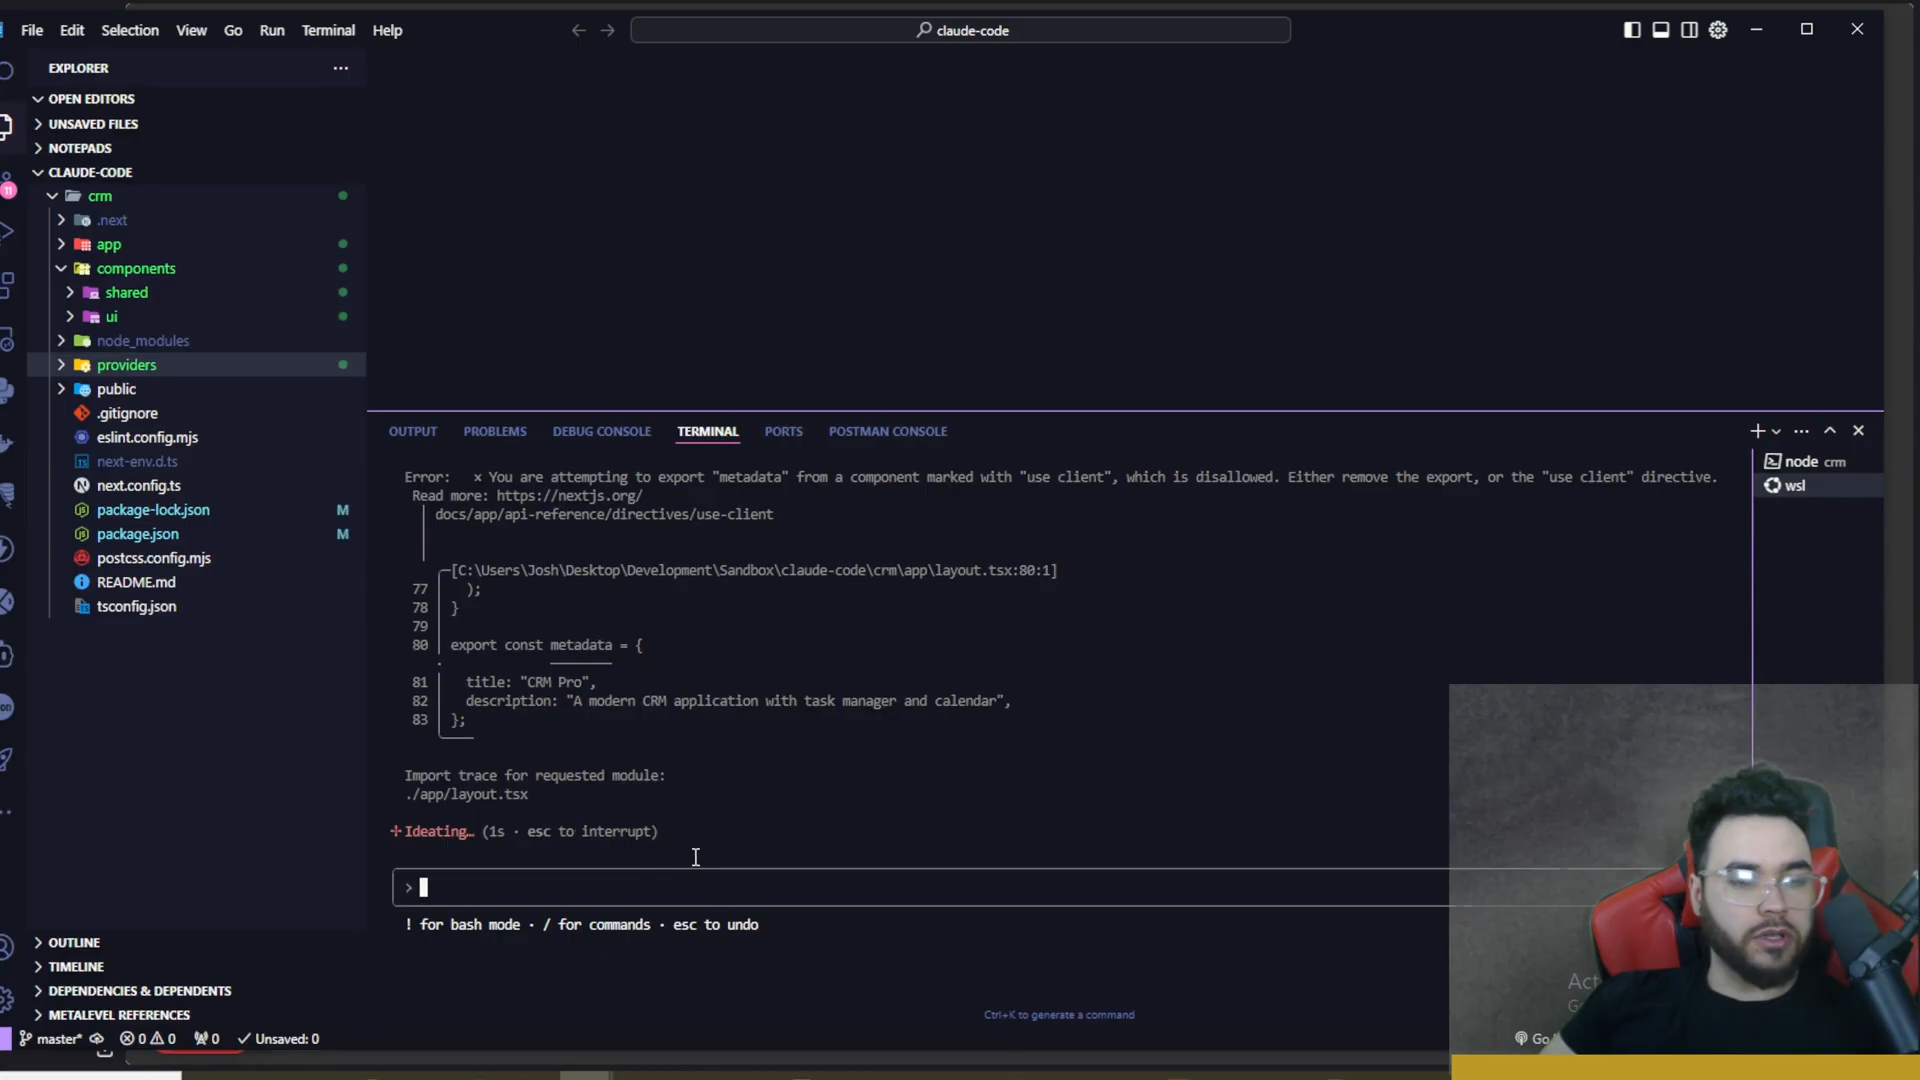 File Edit Selection View Go Run Terminal Help
claude-code
EXPLORER
OPEN EDITORS
UNSAVED FILES
NOTEPADS
CLAUDE-CODE
crm
.next
app
components
shared
ui
node_modules
providers
public
.gitignore
eslint.config.mjs
next-env.d.ts
next.config.ts
package-lock.json M
package.json M
postcss.config.mjs
README.md
tsconfig.json
11
OUTLINE
TIMELINE
DEPENDENCIES & DEPENDENTS
METALEVEL REFERENCES
OUTPUT PROBLEMS DEBUG CONSOLE TERMINAL PORTS POSTMAN CONSOLE
node crm
wsl
Error: × You are attempting to export "metadata" from a component marked with "use client", which is disallowed. Either remove the export, or the "use client" directive.
Read more: https://nextjs.org/
docs/app/api-reference/directives/use-client
[C:\Users\Josh\Desktop\Development\Sandbox\claude-code\crm\app\layout.tsx:80:1]
77 );
78 }
79
80 export const metadata = {
81 title: "CRM Pro",
82 description: "A modern CRM application with task manager and calendar",
83 };
Import trace for requested module:
./app/layout.tsx
Ideating… (1s · esc to interrupt)
>
! for bash mode · / for commands · esc to undo
Ctrl+K to generate a command
master* 0 0 0 Unsaved: 0